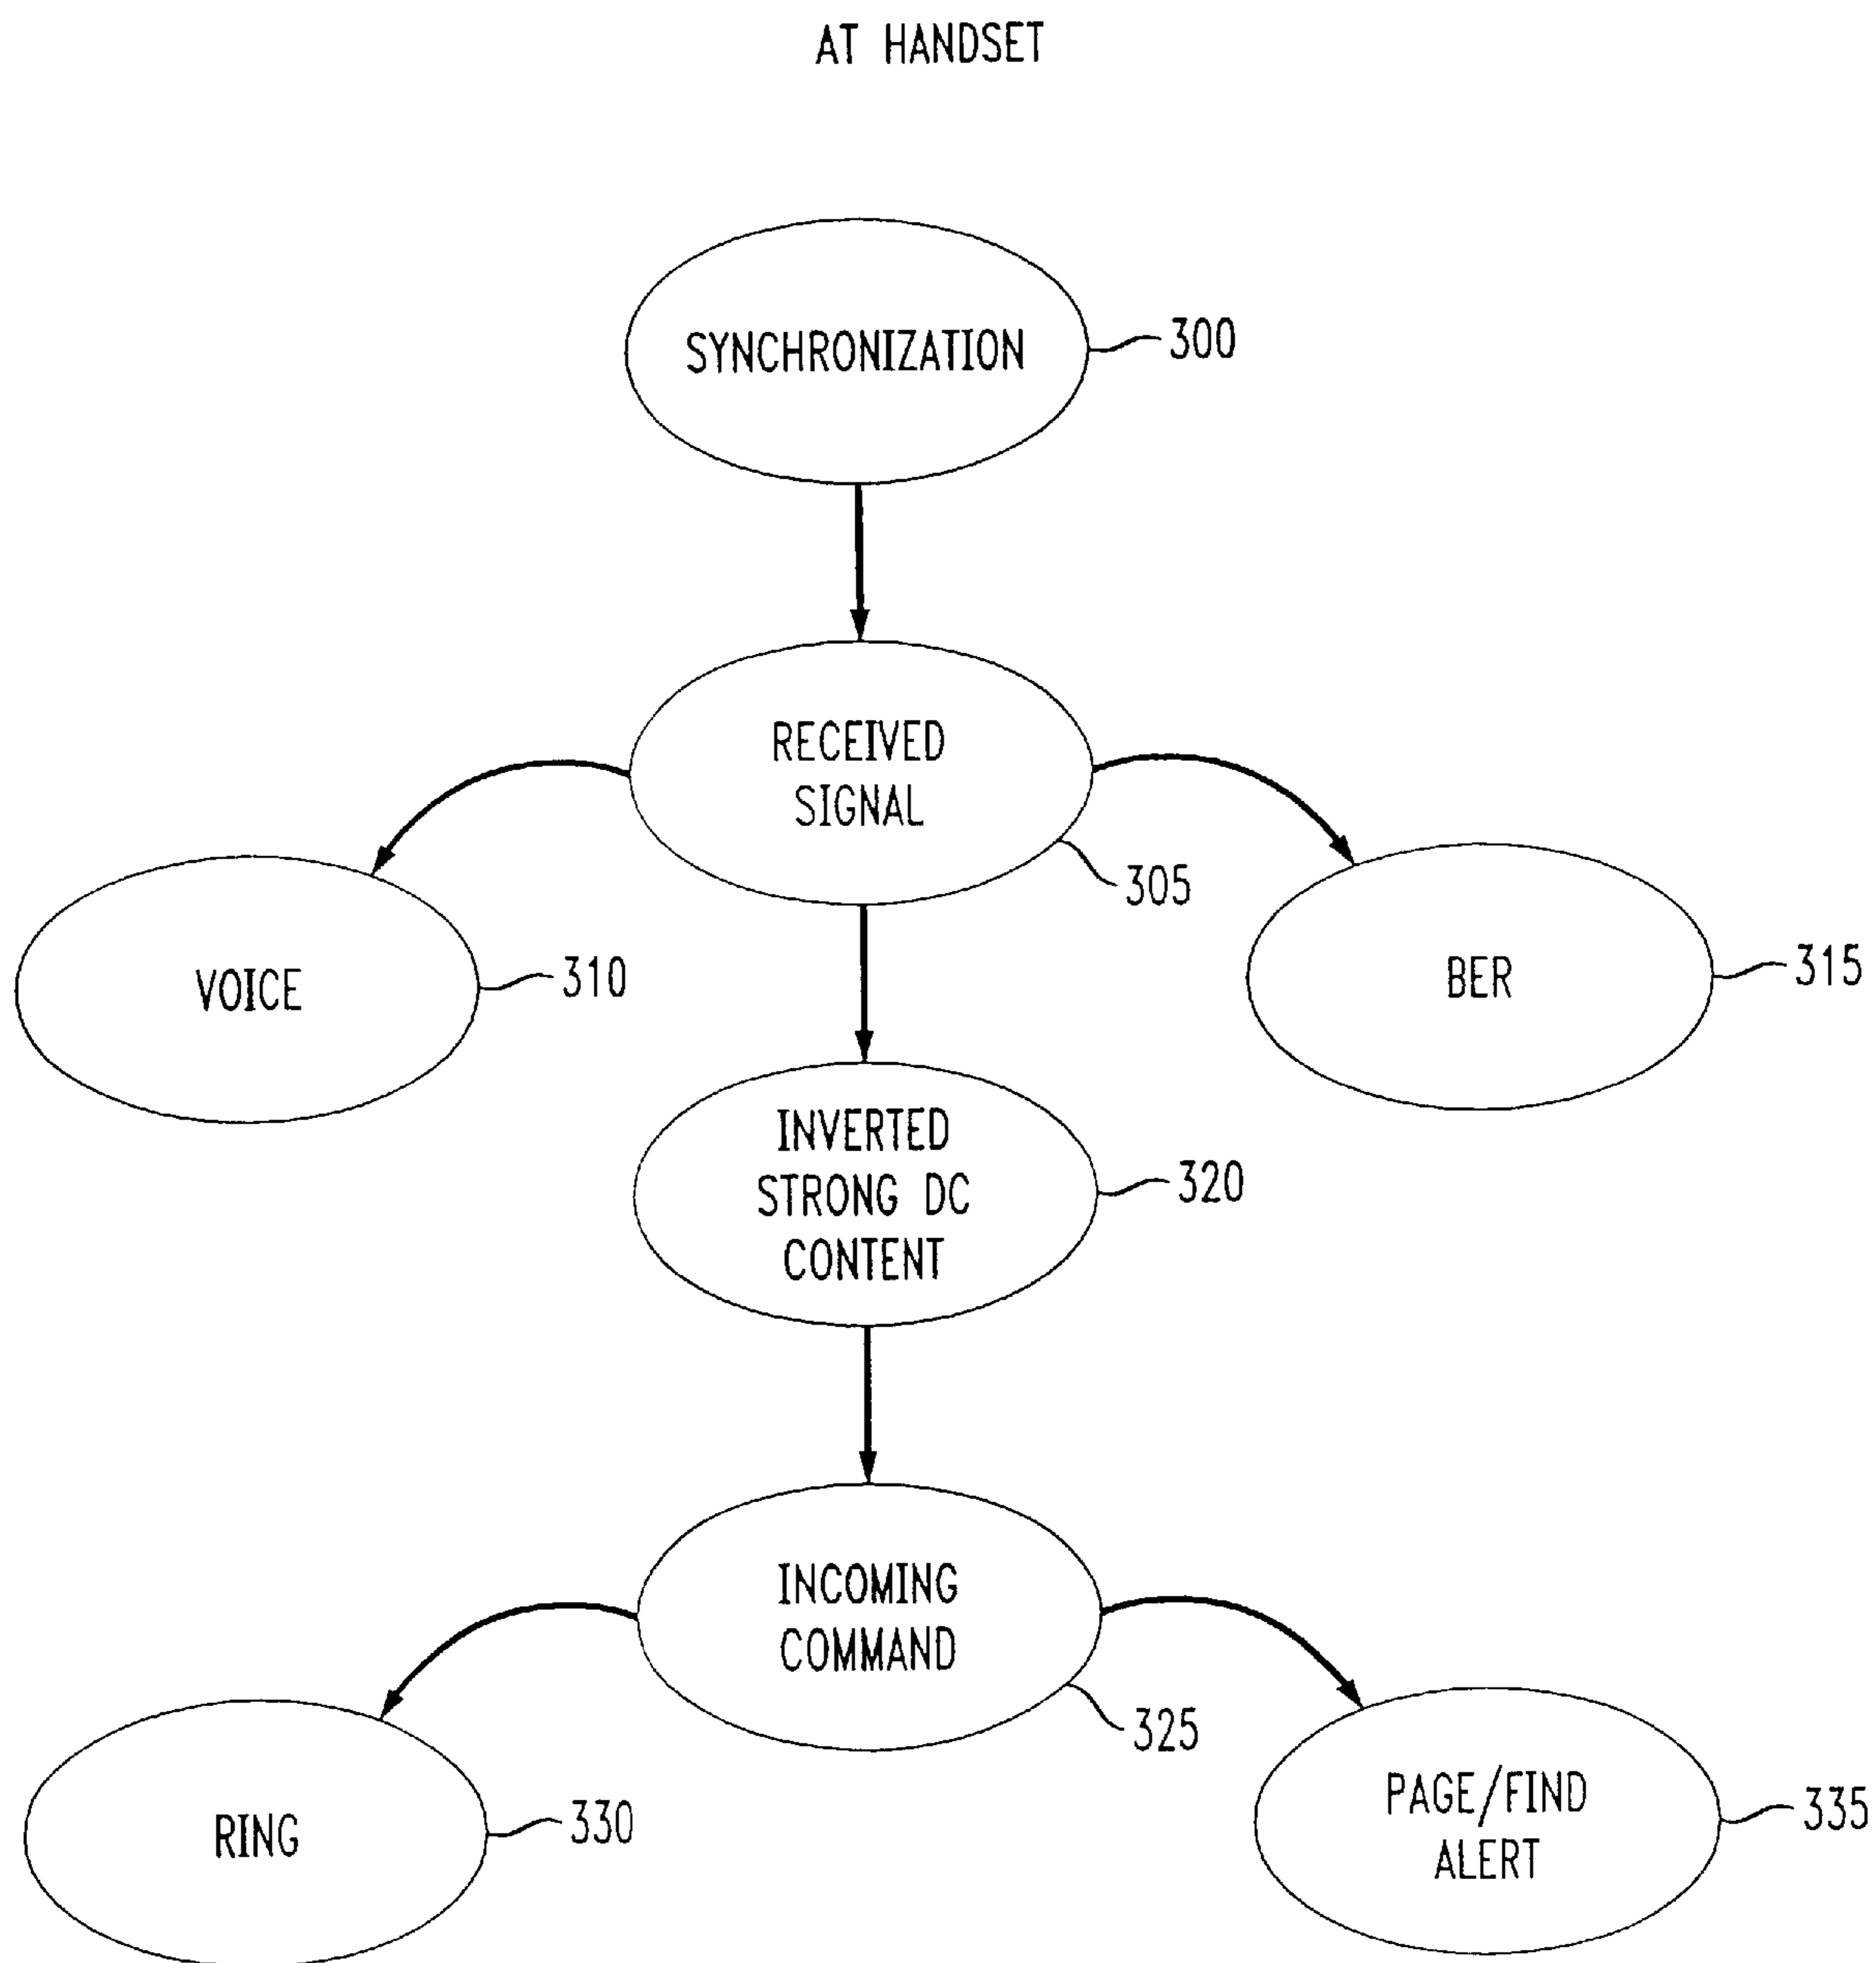 AT HANDSET
SYNCHRONIZATION
300
RECEIVED
SIGNAL
305
VOICE
310
BER
315
INVERTED
STRONG DC
CONTENT
320
INCOMING
COMMAND
325
RING
330
PAGE/FIND
ALERT
335